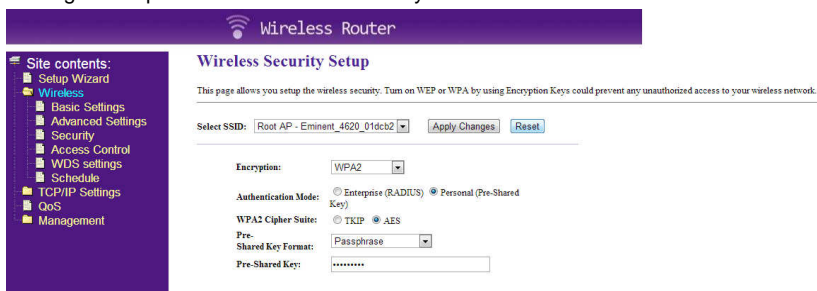 Wireless Router
Site contents:
Setup Wizard
Wireless
Basic Settings
Advanced Settings
Security
Access Control
WDS settings
Schedule
TCP/IP Settings
QoS
Management
Wireless Security Setup
This page allows you setup the wireless security. Turn on WEP or WPA by using Encryption Keys could prevent any unauthorized access to your wireless network.
Select SSID: Root AP - Eminent_4620_01dcb2 Apply Changes Reset
Encryption: WPA2
Authentication Mode: Enterprise (RADIUS) Personal (Pre-Shared
Key)
WPA2 Cipher Suite: TKIP AES
Pre-
Shared Key Format: Passphrase
Pre-Shared Key: •••••••••